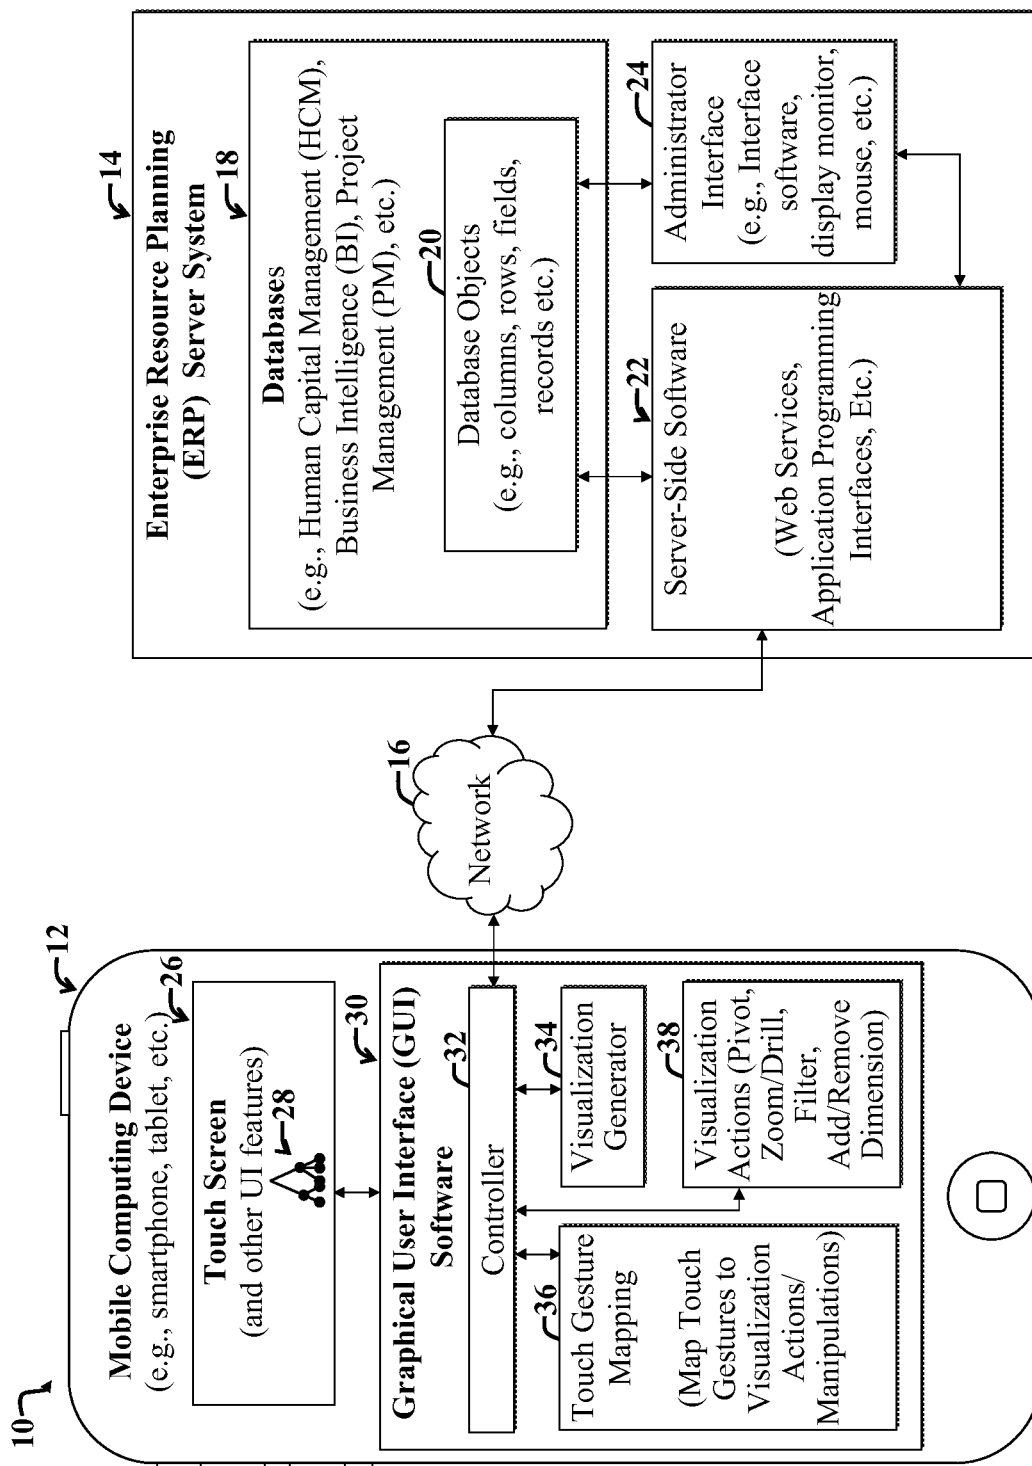 10
12
Mobile Computing Device
(e.g., smartphone, tablet, etc.)
26
Touch Screen
(and other UI features)
28
30
Graphical User Interface (GUI)
Software
32
Controller
36
Touch Gesture
Mapping
(Map Touch
Gestures to
Visualization
Actions/
Manipulations)
34
Visualization
Generator
38
Visualization
Actions (Pivot,
Zoom/Drill,
Filter,
Add/Remove
Dimension)
16
Network
14
Enterprise Resource Planning
(ERP) Server System
18
Databases
(e.g., Human Capital Management (HCM),
Business Intelligence (BI), Project
Management (PM), etc.)
20
Database Objects
(e.g., columns, rows, fields,
records etc.)
22
Server-Side Software
(Web Services,
Application Programming
Interfaces, Etc.)
24
Administrator
Interface
(e.g., Interface
software,
display monitor,
mouse, etc.)